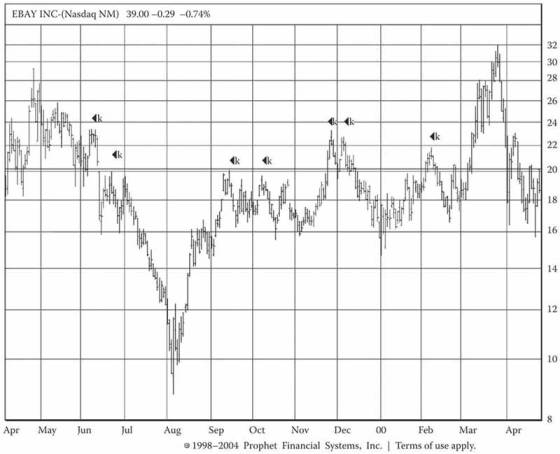 EBAY INC-(Nasdaq NM) 39.00 –0.29 –0.74%
32
30
28
26
24
22
20
18
16
14
12
10
8
k
k
k
k
k
k
k
Apr May Jun Jul Aug Sep Oct Nov Dec 00 Feb Mar Apr
© 1998–2004 Prophet Financial Systems, Inc. | Terms of use apply.